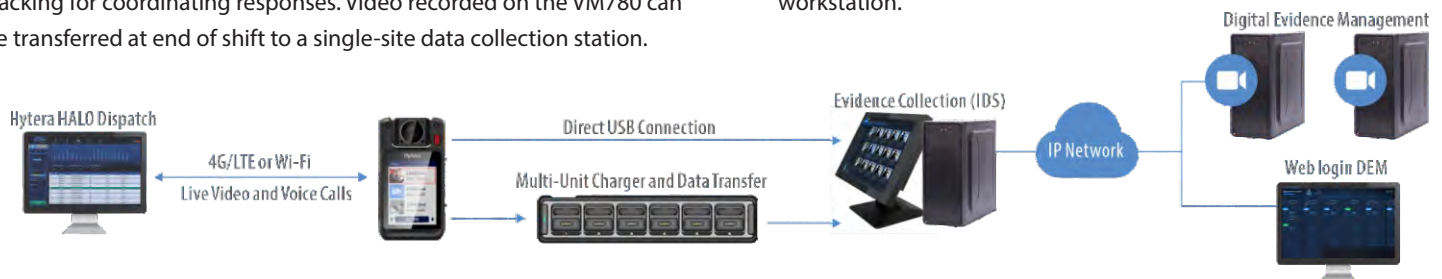 acking for coordinating responses. Video recorded on the VM780 can
e transferred at end of shift to a single-site data collection station.
workstation.
Digital Evidence Management
Evidence Collection (IDS)
Hytera HALO Dispatch
Direct USB Connection
4G/LTE or Wi-Fi
IP Network
Live Video and Voice Calls
Multi-Unit Charger and Data Transfer
Web login DEM
Hytera